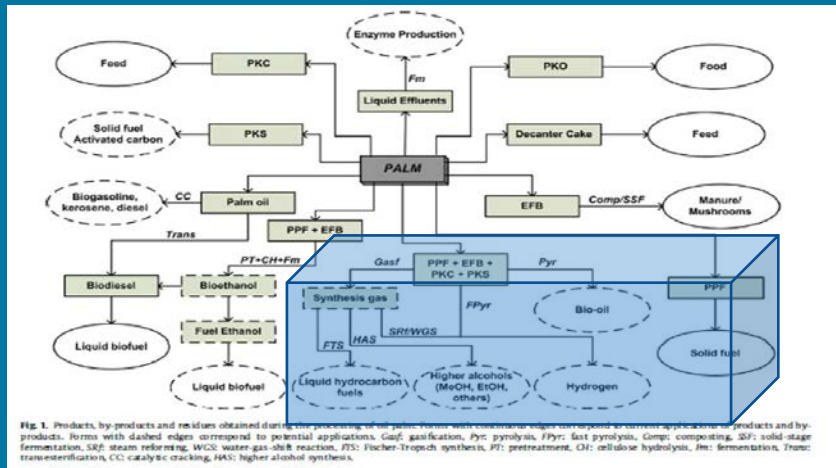 Enzyme Production
Feed
PKC
Fm
PKO
Food
Liquid Effluents
Solid fuel
Activated carbon
PKS
Decanter Cake
Feed
PALM
Biogasoline,
kerosene, diesel
CC
Palm oil
EFB
Comp/SSF
Manure/
Mushrooms
Trans
PPF + EFB
PT+CH+Fm
Gasf
PPF + EFB +
PKC + PKS
Pyr
PPF
Biodiesel
Bioethanol
Synthesis gas
FPyr
Bio-oil
Fuel Ethanol
SRf/WGS
HAS
FTS
Liquid biofuel
Solid fuel
Liquid biofuel
Liquid hydrocarbon
fuels
Higher alcohols
(MeOH, EtOH,
others)
Hydrogen
Fig. 1. Products, by-products and residues obtained during the processing of oil palm. Forms with continuous edges correspond to current applications of products and by-
products. Forms with dashed edges correspond to potential applications. Gasf: gasification, Pyr: pyrolysis, FPyr: fast pyrolysis, Comp: composting, SSF: solid-stage
fermentation, SRf: steam reforming, WGS: water-gas-shift reaction, FTS: Fischer-Tropsch synthesis, PT: pretreatment, CH: cellulose hydrolysis, Fm: fermentation, Trans:
transesterification, CC: catalytic cracking, HAS: higher alcohol synthesis.